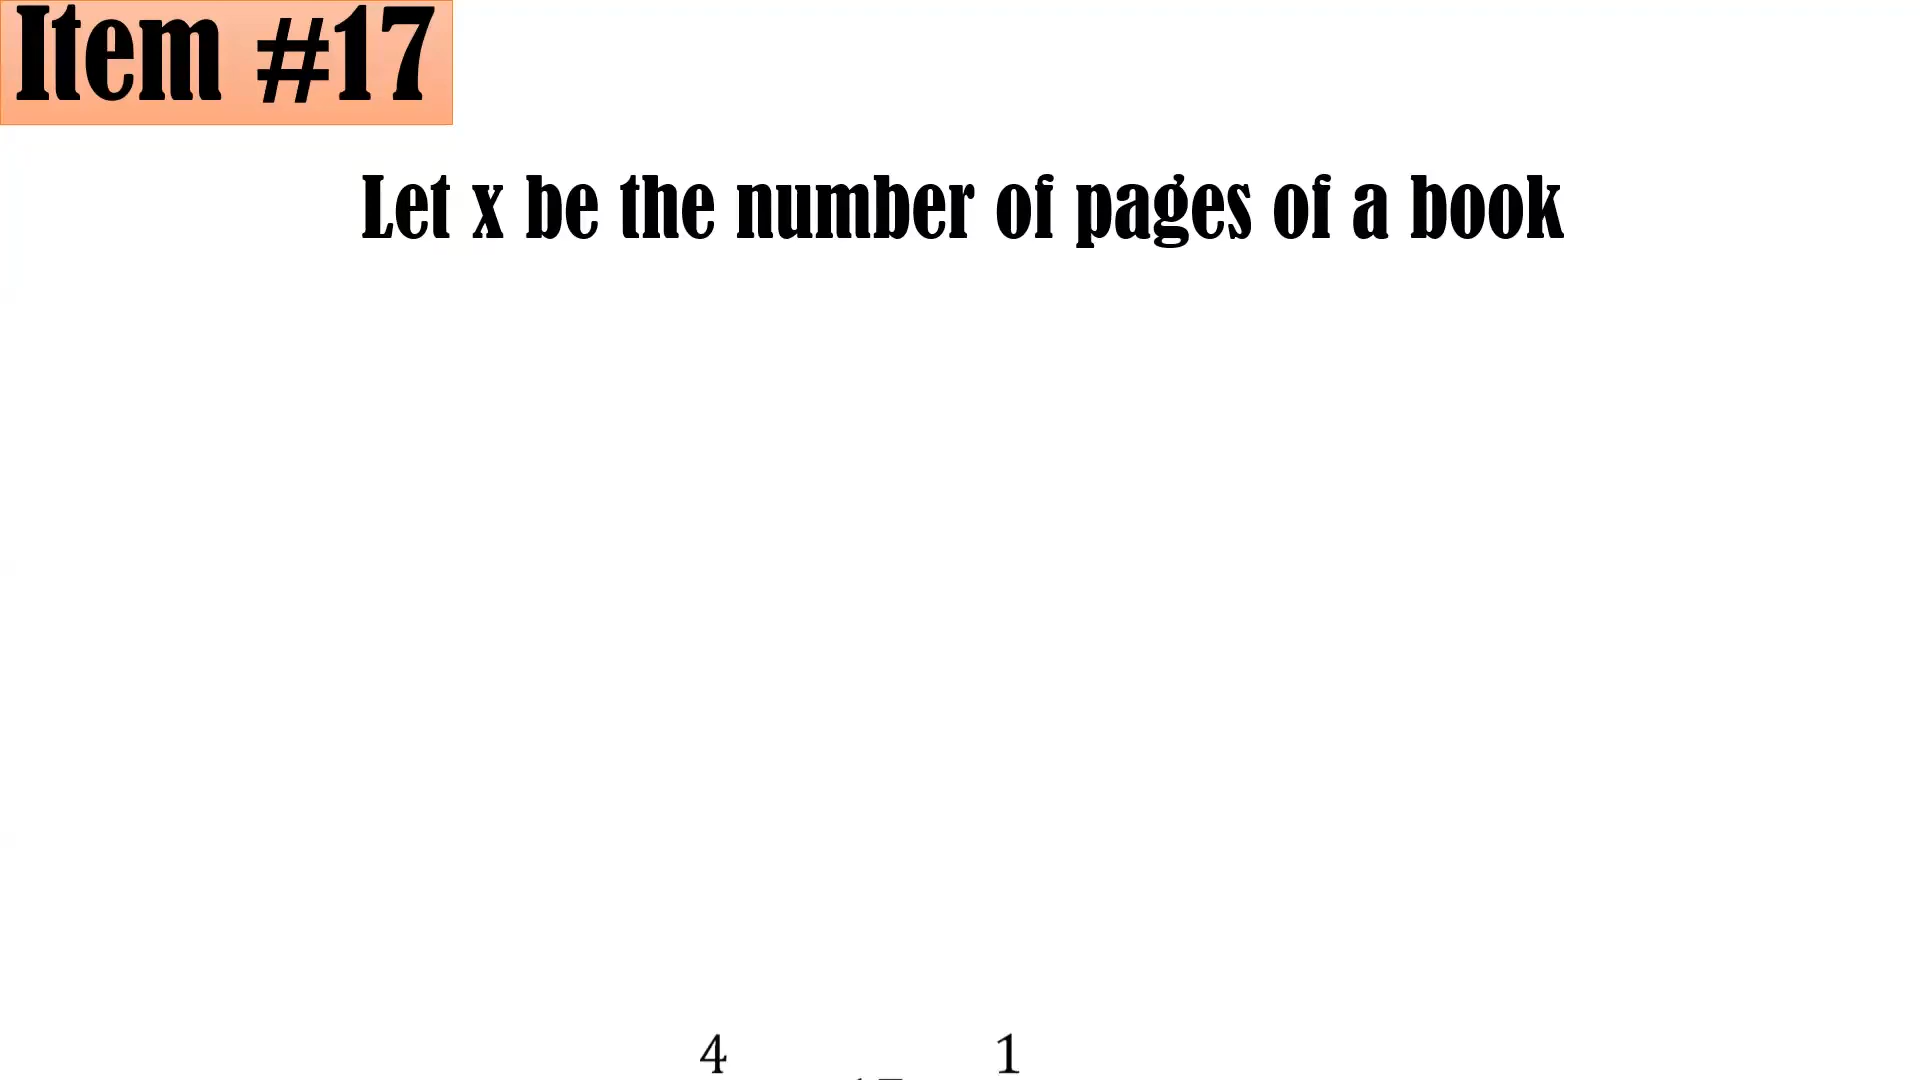 Item #17
Let x be the number of pages of a book
4 1